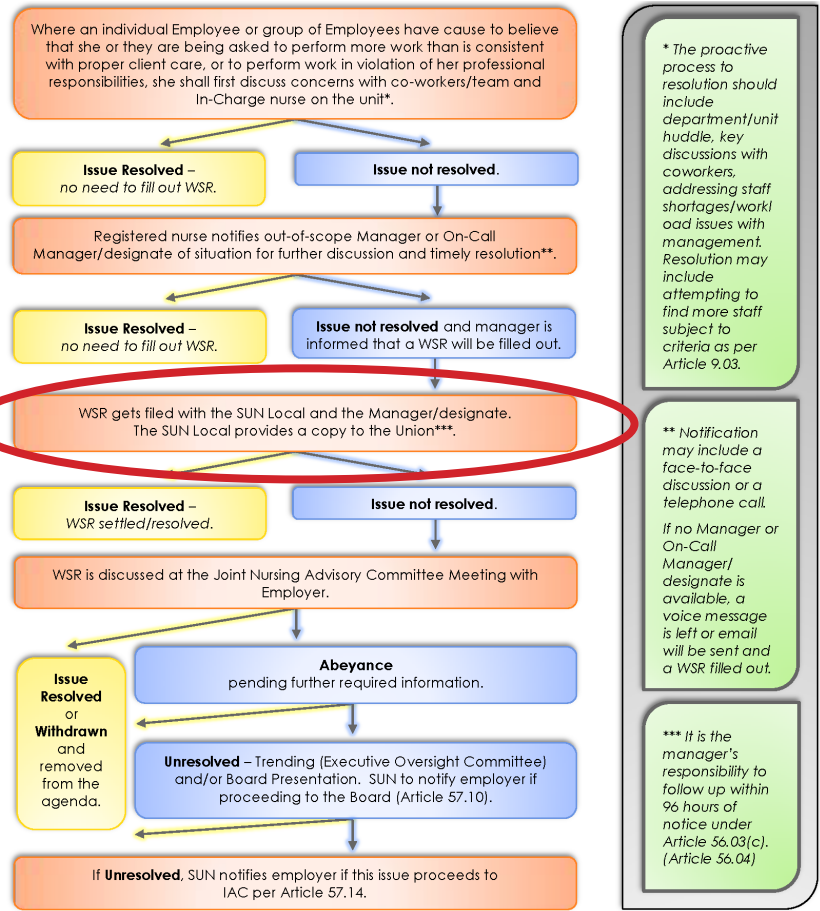 Where an individual Employee or group of Employees have cause to believe
that she or they are being asked to perform more work than is consistent
with proper client care, or to perform work in violation of her professional
responsibilities, she shall first discuss concerns with co-workers/team and
In-Charge nurse on the unit*.
Issue Resolved –
no need to fill out WSR.
Issue not resolved.
Registered nurse notifies out-of-scope Manager or On-Call
Manager/designate of situation for further discussion and timely resolution**.
Issue Resolved –
no need to fill out WSR.
Issue not resolved and manager is
informed that a WSR will be filled out.
WSR gets filed with the SUN Local and the Manager/designate.
The SUN Local provides a copy to the Union***.
Issue Resolved –
WSR settled/resolved.
Issue not resolved.
WSR is discussed at the Joint Nursing Advisory Committee Meeting with
Employer.
Issue
Resolved
or
Withdrawn
and
removed
from the
agenda.
Abeyance
pending further required information.
Unresolved – Trending (Executive Oversight Committee)
and/or Board Presentation. SUN to notify employer if
proceeding to the Board (Article 57.10).
If Unresolved, SUN notifies employer if this issue proceeds to
IAC per Article 57.14.
* The proactive
process to
resolution should
include
department/unit
huddle, key
discussions with
coworkers,
addressing staff
shortages/workl
oad issues with
management.
Resolution may
include
attempting to
find more staff
subject to
criteria as per
Article 9.03.
** Notification
may include a
face-to-face
discussion or a
telephone call.
If no Manager or
On-Call
Manager/
designate is
available, a
voice message
is left or email
will be sent and
a WSR filled out.
*** It is the
manager's
responsibility to
follow up within
96 hours of
notice under
Article 56.03(c).
(Article 56.04)